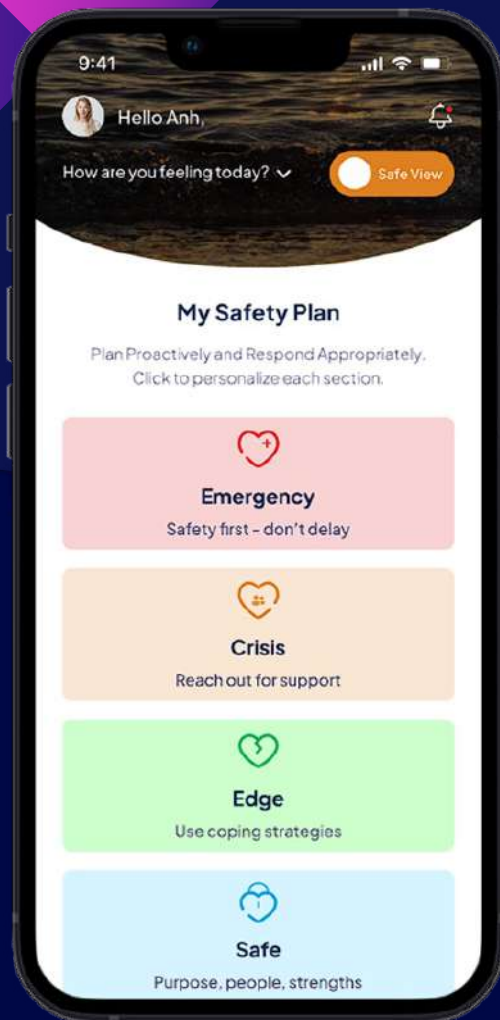 9:41
Hello Anh,
How are you feeling today?
Safe View
My Safety Plan
Plan Proactively and Respond Appropriately.
Click to personalize each section.
Emergency
Safety first – don't delay
Crisis
Reach out for support
Edge
Use coping strategies
Safe
Purpose, people, strengths